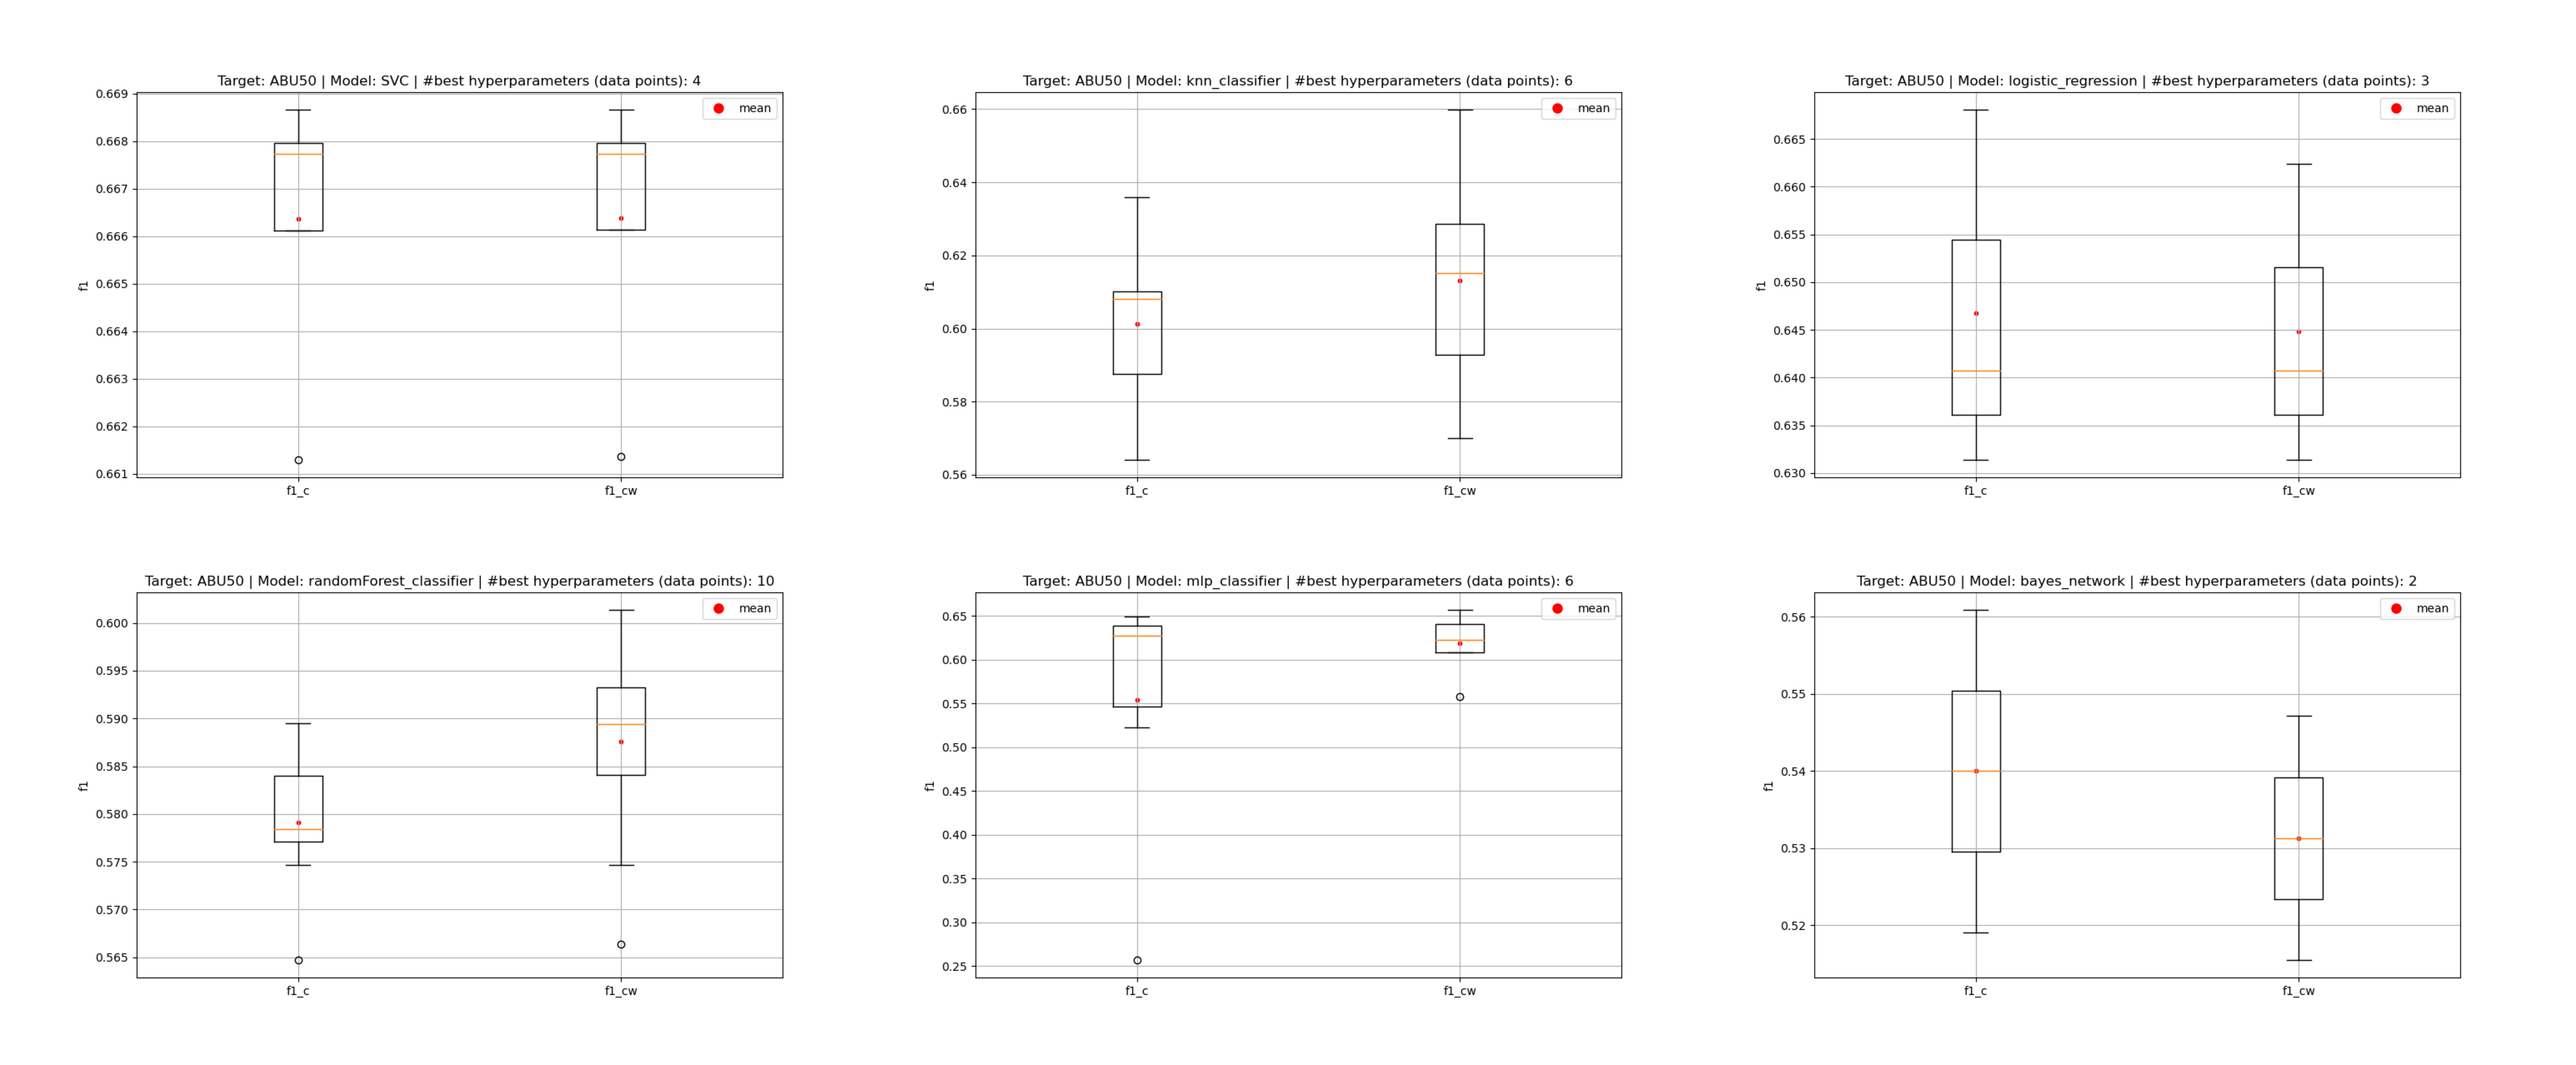 Target: ABU50 | Model: SVC | #best hyperparameters (data points): 4
mean
0.669
0.668
0.667
0.666
0.665
0.664
0.663
0.662
0.661
f1
f1_c
f1_cw
Target: ABU50 | Model: knn_classifier | #best hyperparameters (data points): 6
mean
0.66
0.64
0.62
0.60
0.58
0.56
f1
f1_c
f1_cw
Target: ABU50 | Model: logistic_regression | #best hyperparameters (data points): 3
mean
0.665
0.660
0.655
0.650
0.645
0.640
0.635
0.630
f1
f1_c
f1_cw
Target: ABU50 | Model: randomForest_classifier | #best hyperparameters (data points): 10
mean
0.600
0.595
0.590
0.585
0.580
0.575
0.570
0.565
f1
f1_c
f1_cw
Target: ABU50 | Model: mlp_classifier | #best hyperparameters (data points): 6
mean
0.65
0.60
0.55
0.50
0.45
0.40
0.35
0.30
0.25
f1
f1_c
f1_cw
Target: ABU50 | Model: bayes_network | #best hyperparameters (data points): 2
mean
0.56
0.55
0.54
0.53
0.52
f1
f1_c
f1_cw